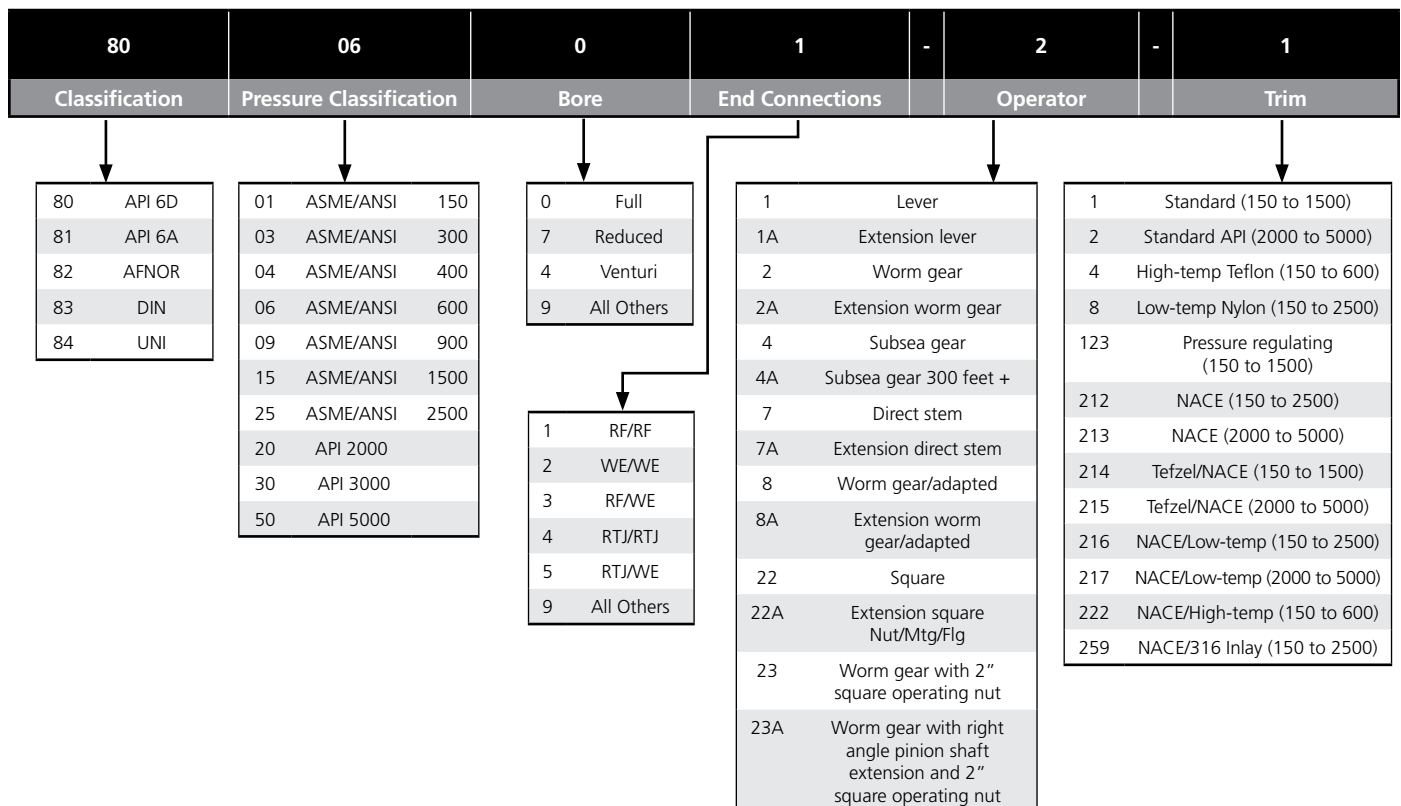 80 06 0 1 - 2 - 1
Classification Pressure Classification Bore End Connections Operator Trim
80 API 6D
81 API 6A
82 AFNOR
83 DIN
84 UNI
01 ASME/ANSI 150
03 ASME/ANSI 300
04 ASME/ANSI 400
06 ASME/ANSI 600
09 ASME/ANSI 900
15 ASME/ANSI 1500
25 ASME/ANSI 2500
20 API 2000
30 API 3000
50 API 5000
0 Full
7 Reduced
4 Venturi
9 All Others
1 RF/RF
2 WE/WE
3 RF/WE
4 RTJ/RTJ
5 RTJ/WE
9 All Others
1 Lever
1A Extension lever
2 Worm gear
2A Extension worm gear
4 Subsea gear
4A Subsea gear 300 feet +
7 Direct stem
7A Extension direct stem
8 Worm gear/adapted
8A Extension worm
gear/adapted
22 Square
22A Extension square
Nut/Mtg/Flg
23 Worm gear with 2″
square operating nut
23A Worm gear with right
angle pinion shaft
extension and 2″
square operating nut
1 Standard (150 to 1500)
2 Standard API (2000 to 5000)
4 High-temp Teflon (150 to 600)
8 Low-temp Nylon (150 to 2500)
123 Pressure regulating
(150 to 1500)
212 NACE (150 to 2500)
213 NACE (2000 to 5000)
214 Tefzel/NACE (150 to 1500)
215 Tefzel/NACE (2000 to 5000)
216 NACE/Low-temp (150 to 2500)
217 NACE/Low-temp (2000 to 5000)
222 NACE/High-temp (150 to 600)
259 NACE/316 Inlay (150 to 2500)